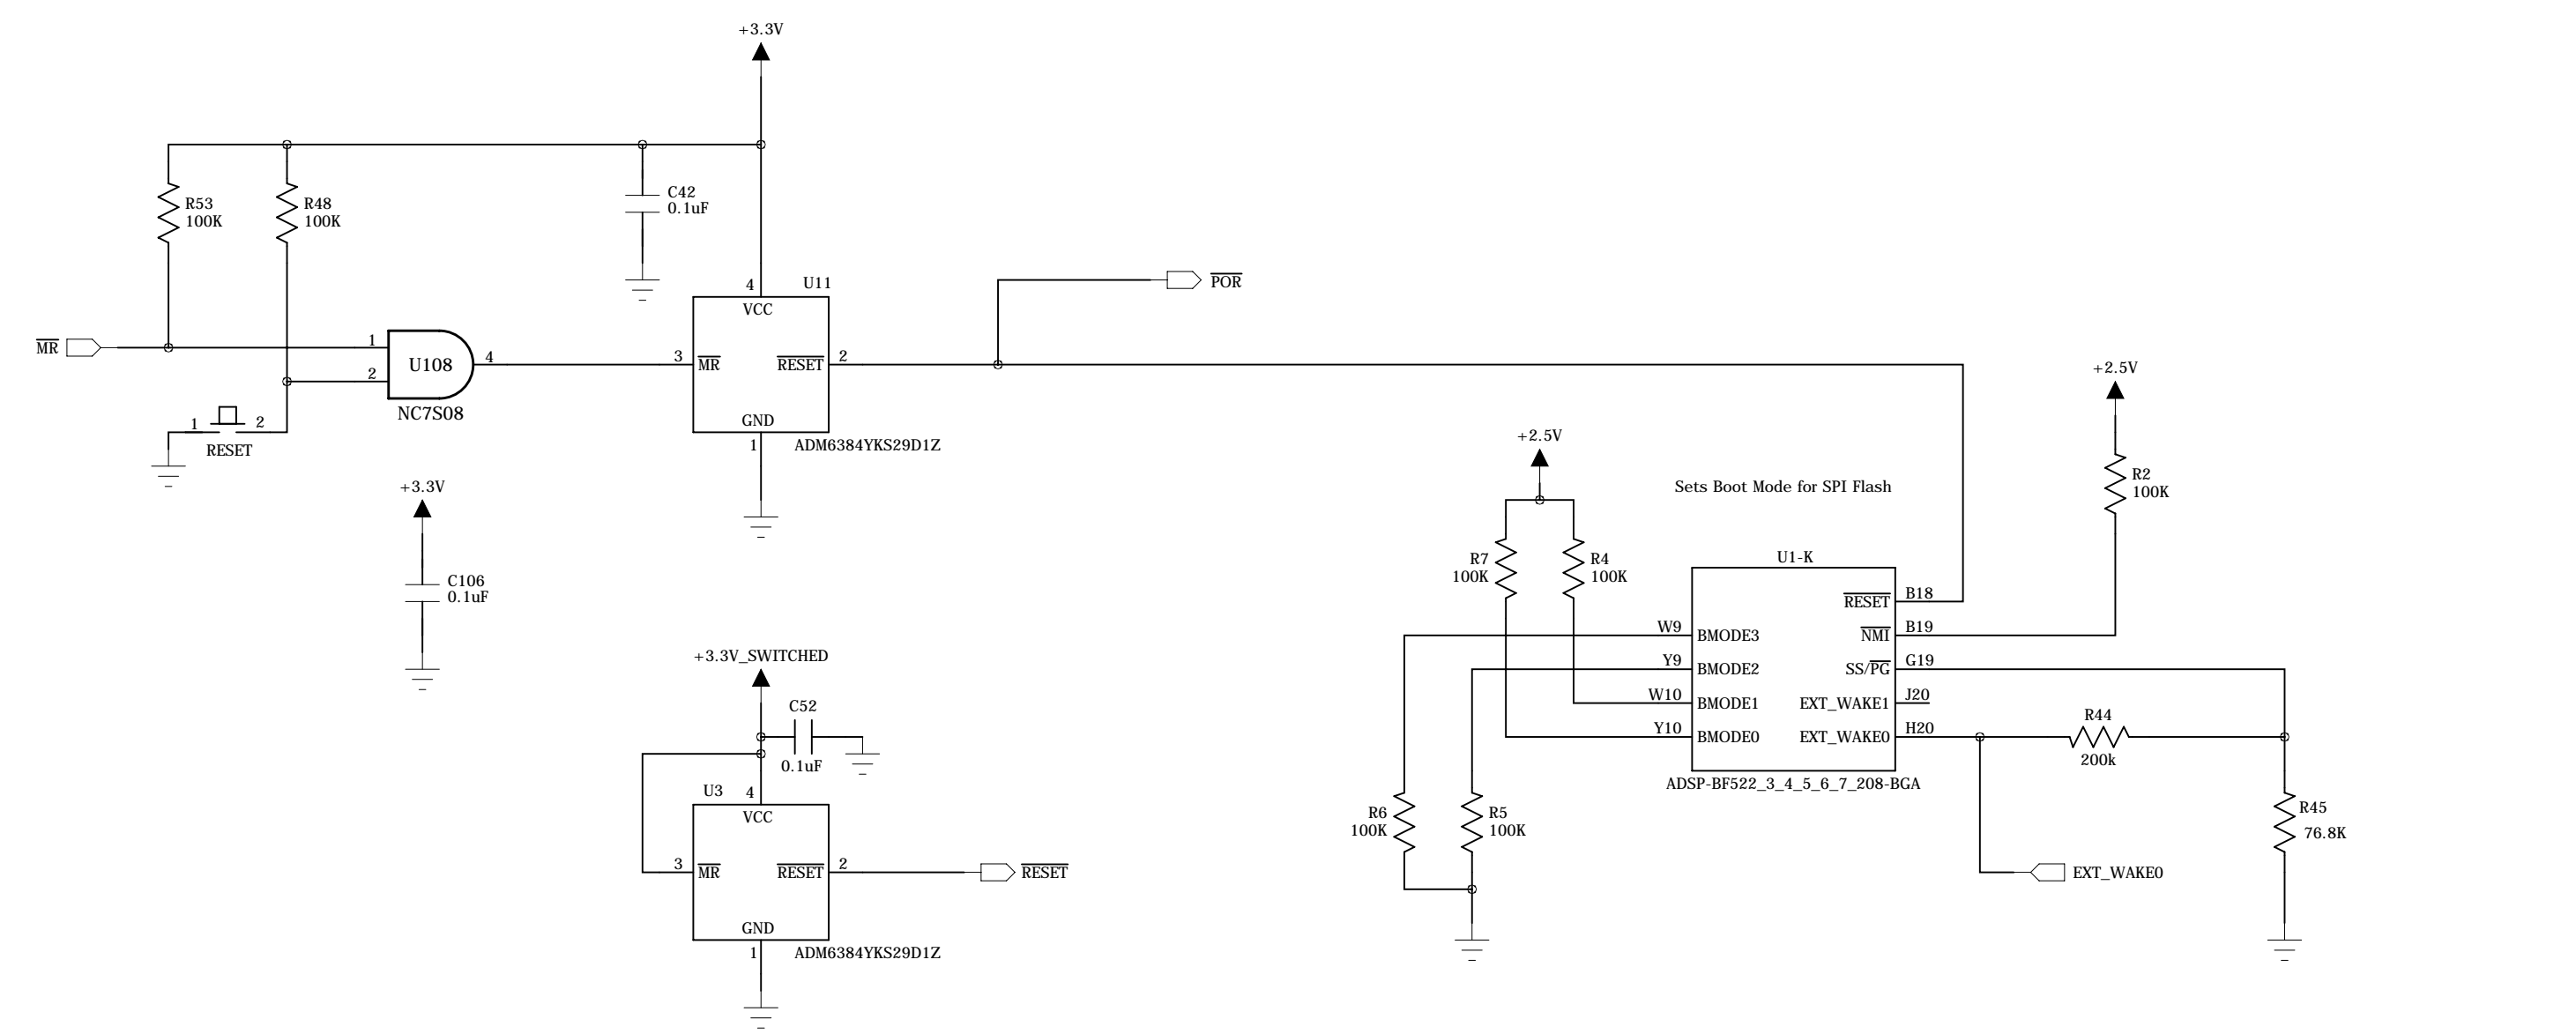 +3.3V
R53
100K
R48
100K
C42
0.1uF
U11
4
VCC
POR
MR
1
2
U108
4
NC7S08
3
MR
RESET
2
GND
1
ADM6384YKS29D1Z
1
2
RESET
+3.3V
C106
0.1uF
+3.3V_SWITCHED
C52
0.1uF
U3
4
VCC
3
MR
RESET
2
RESET
GND
1
ADM6384YKS29D1Z
+2.5V
+2.5V
Sets Boot Mode for SPI Flash
R2
100K
R7
100K
R4
100K
U1-K
RESET
B18
W9
BMODE3
NMI
B19
Y9
BMODE2
SS/PG
G19
W10
BMODE1
EXT_WAKE1
J20
Y10
BMODE0
EXT_WAKE0
H20
ADSP-BF522_3_4_5_6_7_208-BGA
R44
200k
R6
100K
R5
100K
R45
76.8K
EXT_WAKE0